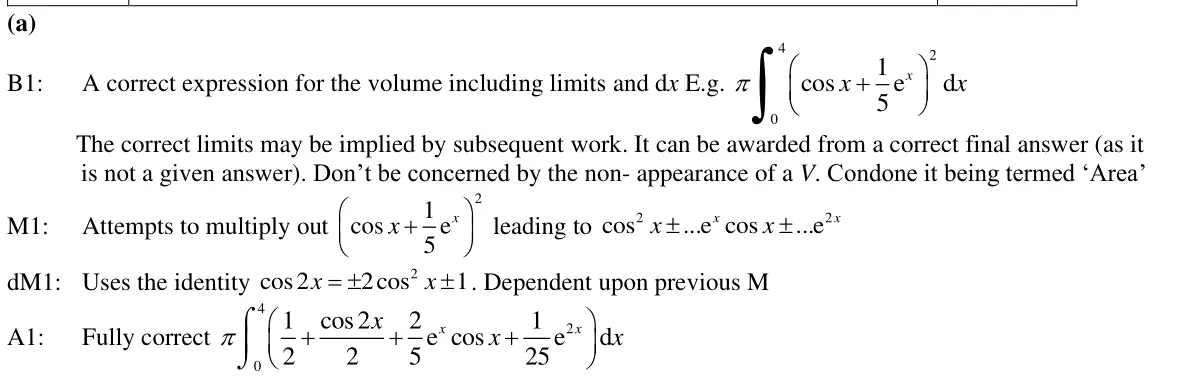 (a)
B1: A correct expression for the volume including limits and dx E.g. π∫₀⁴ (cos x + 1/5 eˣ)² dx
The correct limits may be implied by subsequent work. It can be awarded from a correct final answer (as it
is not a given answer). Don’t be concerned by the non- appearance of a V. Condone it being termed ‘Area’
M1: Attempts to multiply out (cos x + 1/5 eˣ)² leading to cos² x ± ...eˣ cos x ± ...e²ˣ
dM1: Uses the identity cos 2x = ±2cos² x ±1. Dependent upon previous M
A1: Fully correct π∫₀⁴ (1/2 + cos 2x/2 + 2/5 eˣ cos x + 1/25 e²ˣ) dx